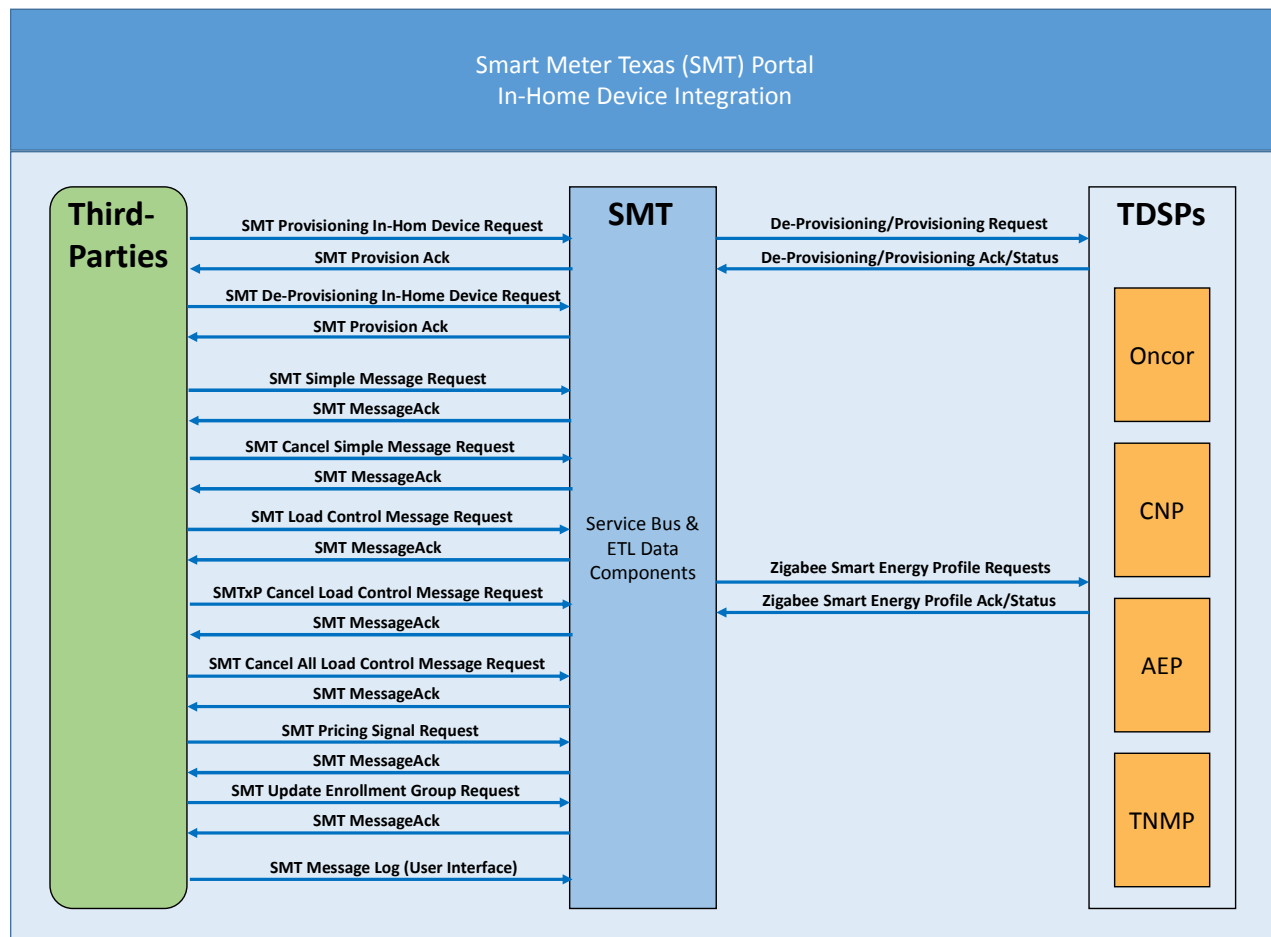 Smart Meter Texas (SMT) Portal
In-Home Device Integration
Third-
Parties
SMT Provisioning In-Hom Device Request
SMT Provision Ack
SMT De-Provisioning In-Home Device Request
SMT Provision Ack
SMT Simple Message Request
SMT MessageAck
SMT Cancel Simple Message Request
SMT MessageAck
SMT Load Control Message Request
SMT MessageAck
SMTxP Cancel Load Control Message Request
SMT MessageAck
SMT Cancel All Load Control Message Request
SMT MessageAck
SMT Pricing Signal Request
SMT MessageAck
SMT Update Enrollment Group Request
SMT MessageAck
SMT Message Log (User Interface)
SMT
Service Bus &
ETL Data
Components
De-Provisioning/Provisioning Request
De-Provisioning/Provisioning Ack/Status
Zigabee Smart Energy Profile Requests
Zigabee Smart Energy Profile Ack/Status
TDSPs
Oncor
CNP
AEP
TNMP